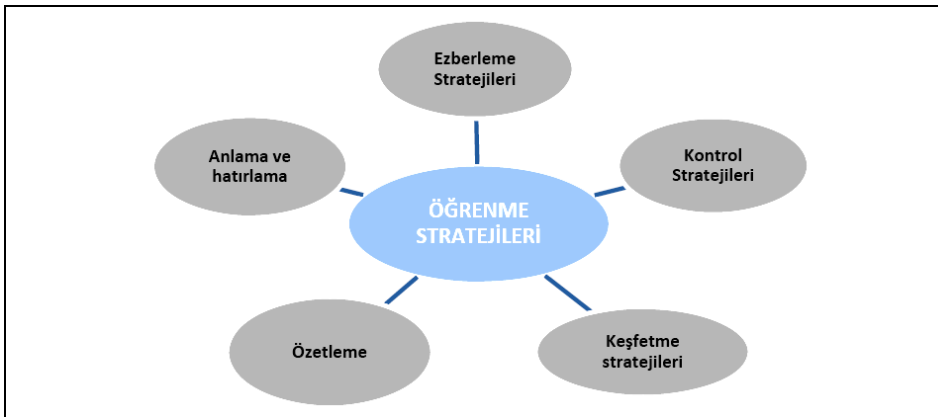 Ezberleme
Stratejileri
Anlama ve
hatırlama
Kontrol
Stratejileri
ÖĞRENME
STRATEJİLERİ
Özetleme
Keşfetme
stratejileri